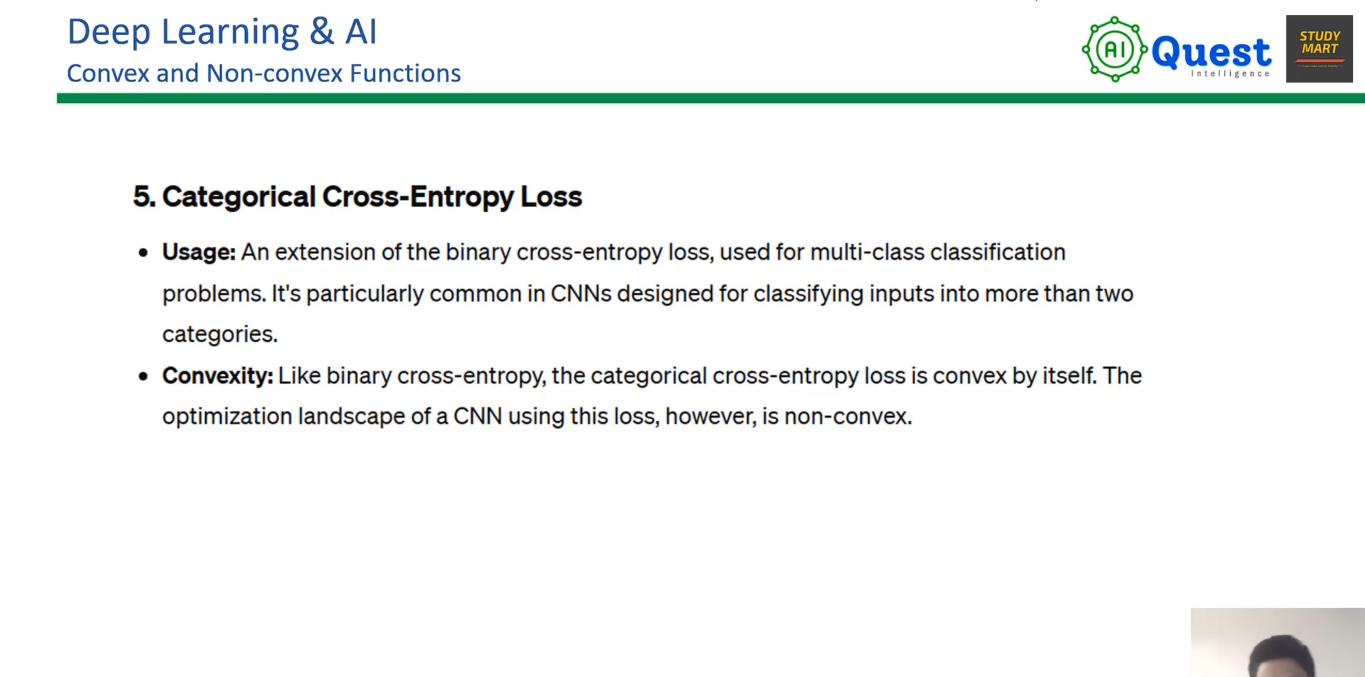 Deep Learning & AI
Convex and Non-convex Functions
AI Quest
Intelligence
STUDY
MART
5. Categorical Cross-Entropy Loss
• Usage: An extension of the binary cross-entropy loss, used for multi-class classification
problems. It's particularly common in CNNs designed for classifying inputs into more than two
categories.
• Convexity: Like binary cross-entropy, the categorical cross-entropy loss is convex by itself. The
optimization landscape of a CNN using this loss, however, is non-convex.